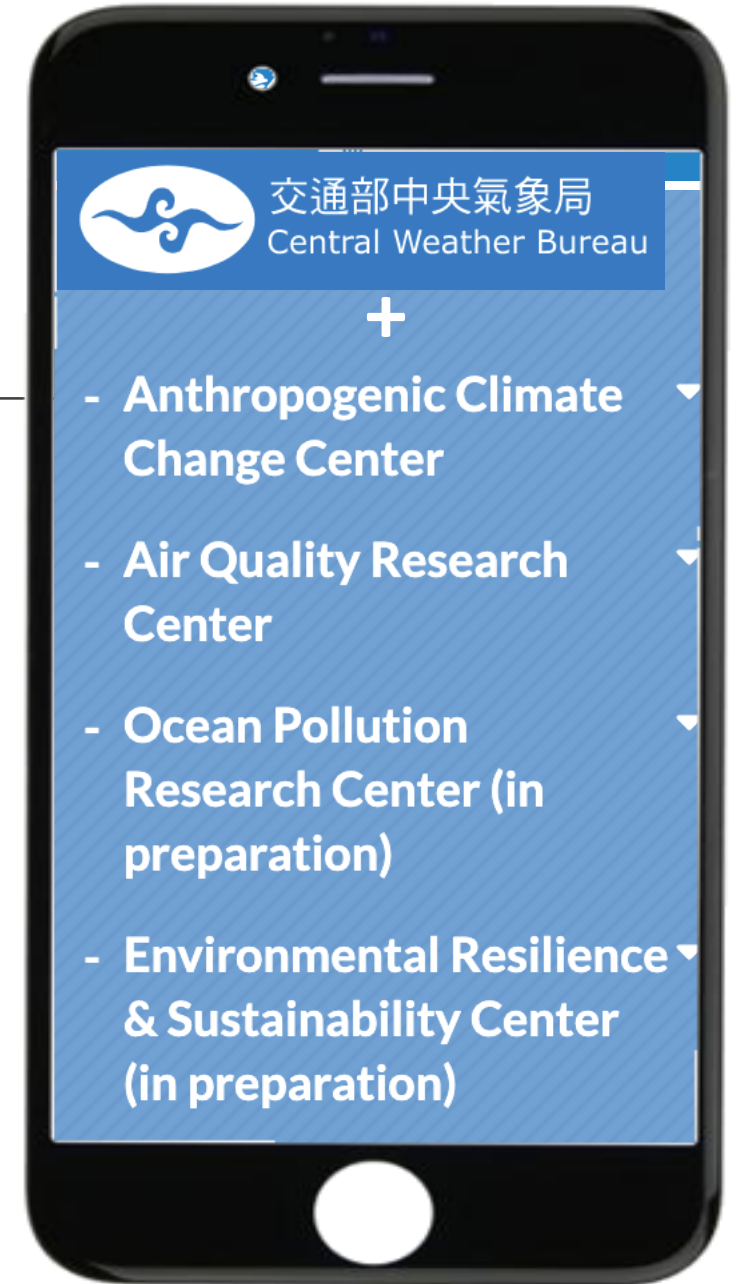 交通部中央氣象局
Central Weather Bureau
+
- Anthropogenic Climate
Change Center
- Air Quality Research
Center
- Ocean Pollution
Research Center (in
preparation)
- Environmental Resilience
& Sustainability Center
(in preparation)